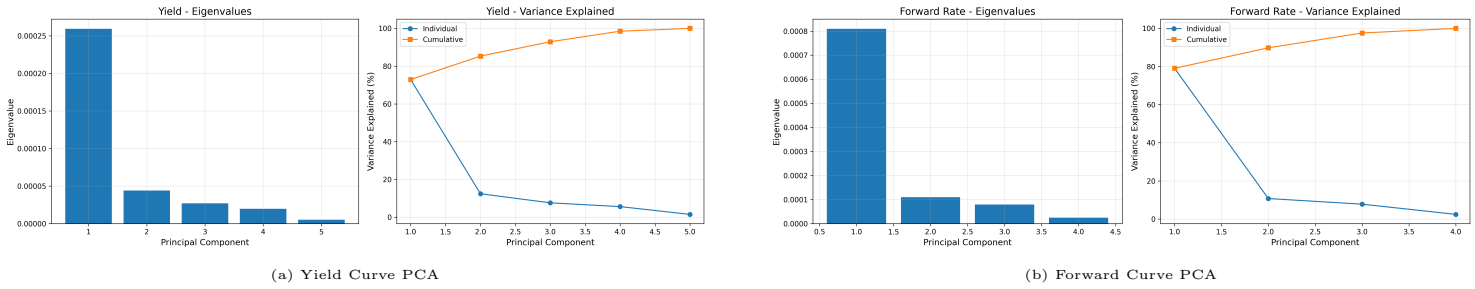 Yield - Eigenvalues
Eigenvalue
0.00025
0.00020
0.00015
0.00010
0.00005
0.00000
1 2 3 4 5
Principal Component
Yield - Variance Explained
Individual
Cumulative
Variance Explained (%)
100
80
60
40
20
0
1.0 1.5 2.0 2.5 3.0 3.5 4.0 4.5 5.0
Principal Component
(a) Yield Curve PCA
Forward Rate - Eigenvalues
Eigenvalue
0.0008
0.0007
0.0006
0.0005
0.0004
0.0003
0.0002
0.0001
0.0000
0.5 1.0 1.5 2.0 2.5 3.0 3.5 4.0 4.5
Principal Component
Forward Rate - Variance Explained
Individual
Cumulative
Variance Explained (%)
100
80
60
40
20
0
1.0 1.5 2.0 2.5 3.0 3.5 4.0
Principal Component
(b) Forward Curve PCA